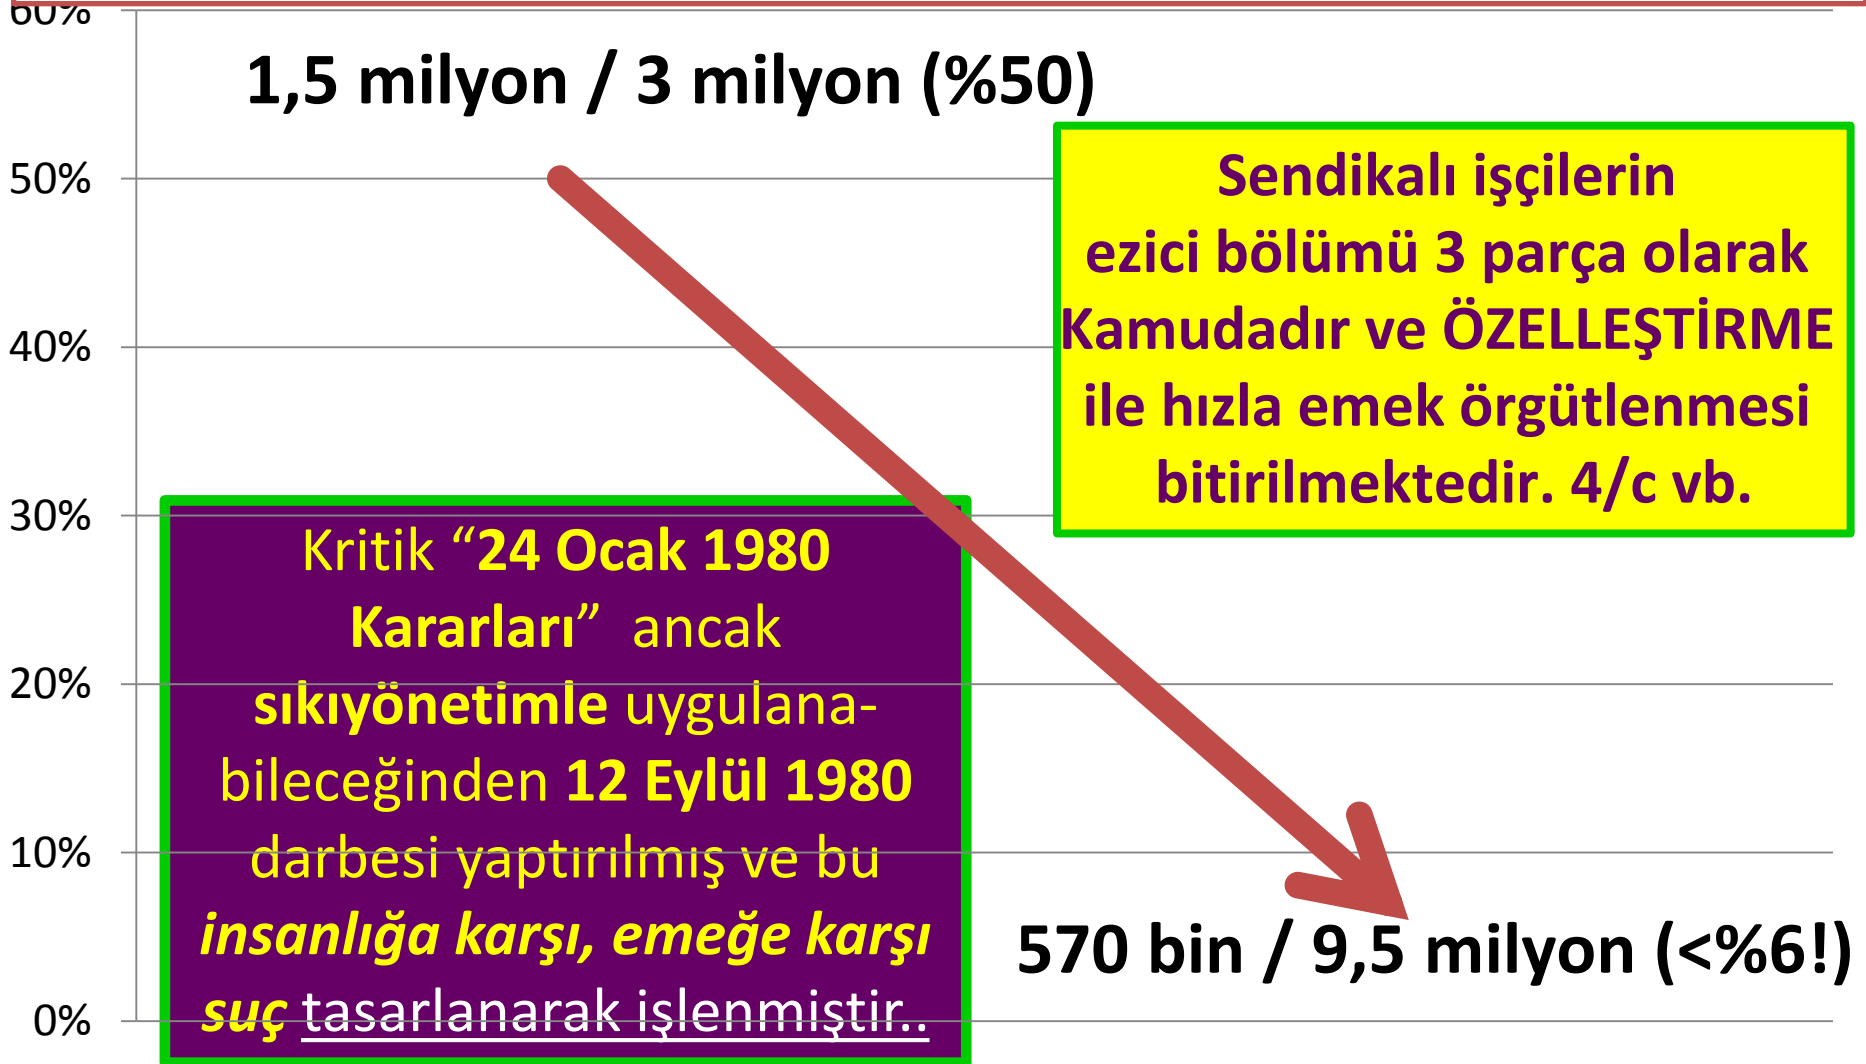 60%
1,5 milyon / 3 milyon (%50)
50%
40%
30%
20%
10%
0%
Sendikalı işçilerin
ezici bölümü 3 parça olarak
Kamudadır ve ÖZELLEŞTİRME
ile hızla emek örgütlenmesi
bitirilmektedir. 4/c vb.
Kritik “24 Ocak 1980
Kararları” ancak
sıkıyönetimle uygulana-
bileceğinden 12 Eylül 1980
darbesi yaptırılmış ve bu
insanlığa karşı, emeğe karşı
suç tasarlanarak işlenmiştir..
570 bin / 9,5 milyon (<%6!)